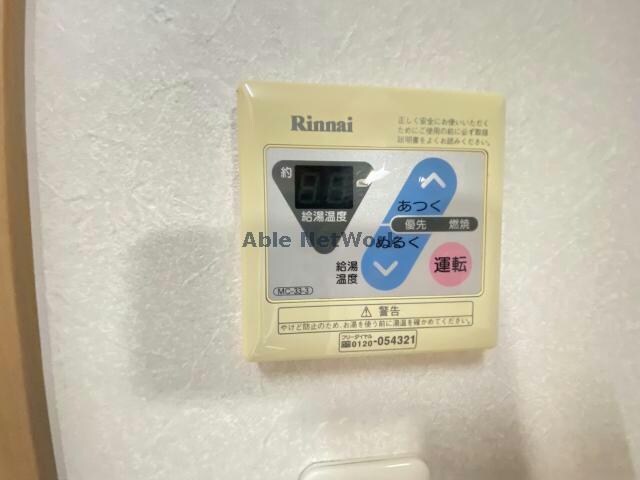 Rinnai
正しく安全にお使いいただく
ためにご使用の前に必ず取扱
説明書をよくお読みください。
約
給湯温度
あつく
優先 燃焼
ぬるく
給湯
温度
運転
MC-33-3
Able NetWork
警告
やけど防止のため、お湯を使う前に湯温を確かめてください。
フリーダイヤル
0120-054321